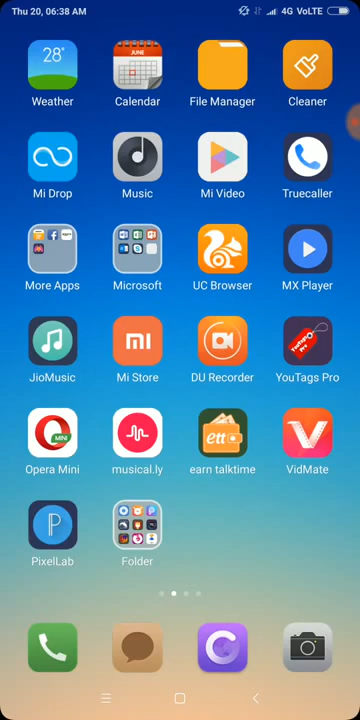 Thu 20, 06:38 AM 4G VoLTE
28°
JUNE
Weather Calendar File Manager Cleaner
Mi Drop Music Mi Video Truecaller
More Apps Microsoft UC Browser MX Player
mi
YouTags Pro
JioMusic Mi Store DU Recorder YouTags Pro
MINI
ett
Opera Mini musical.ly earn talktime VidMate
PixelLab Folder